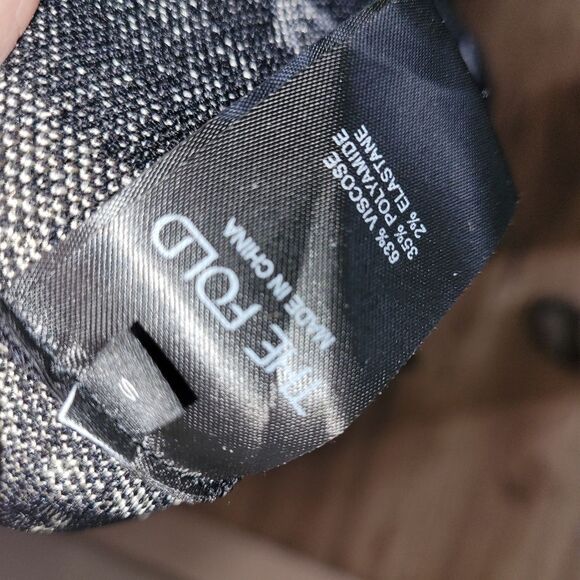 THE FOLD
MADE IN CHINA
63% VISCOSE
35% POLYAMIDE
2% ELASTANE